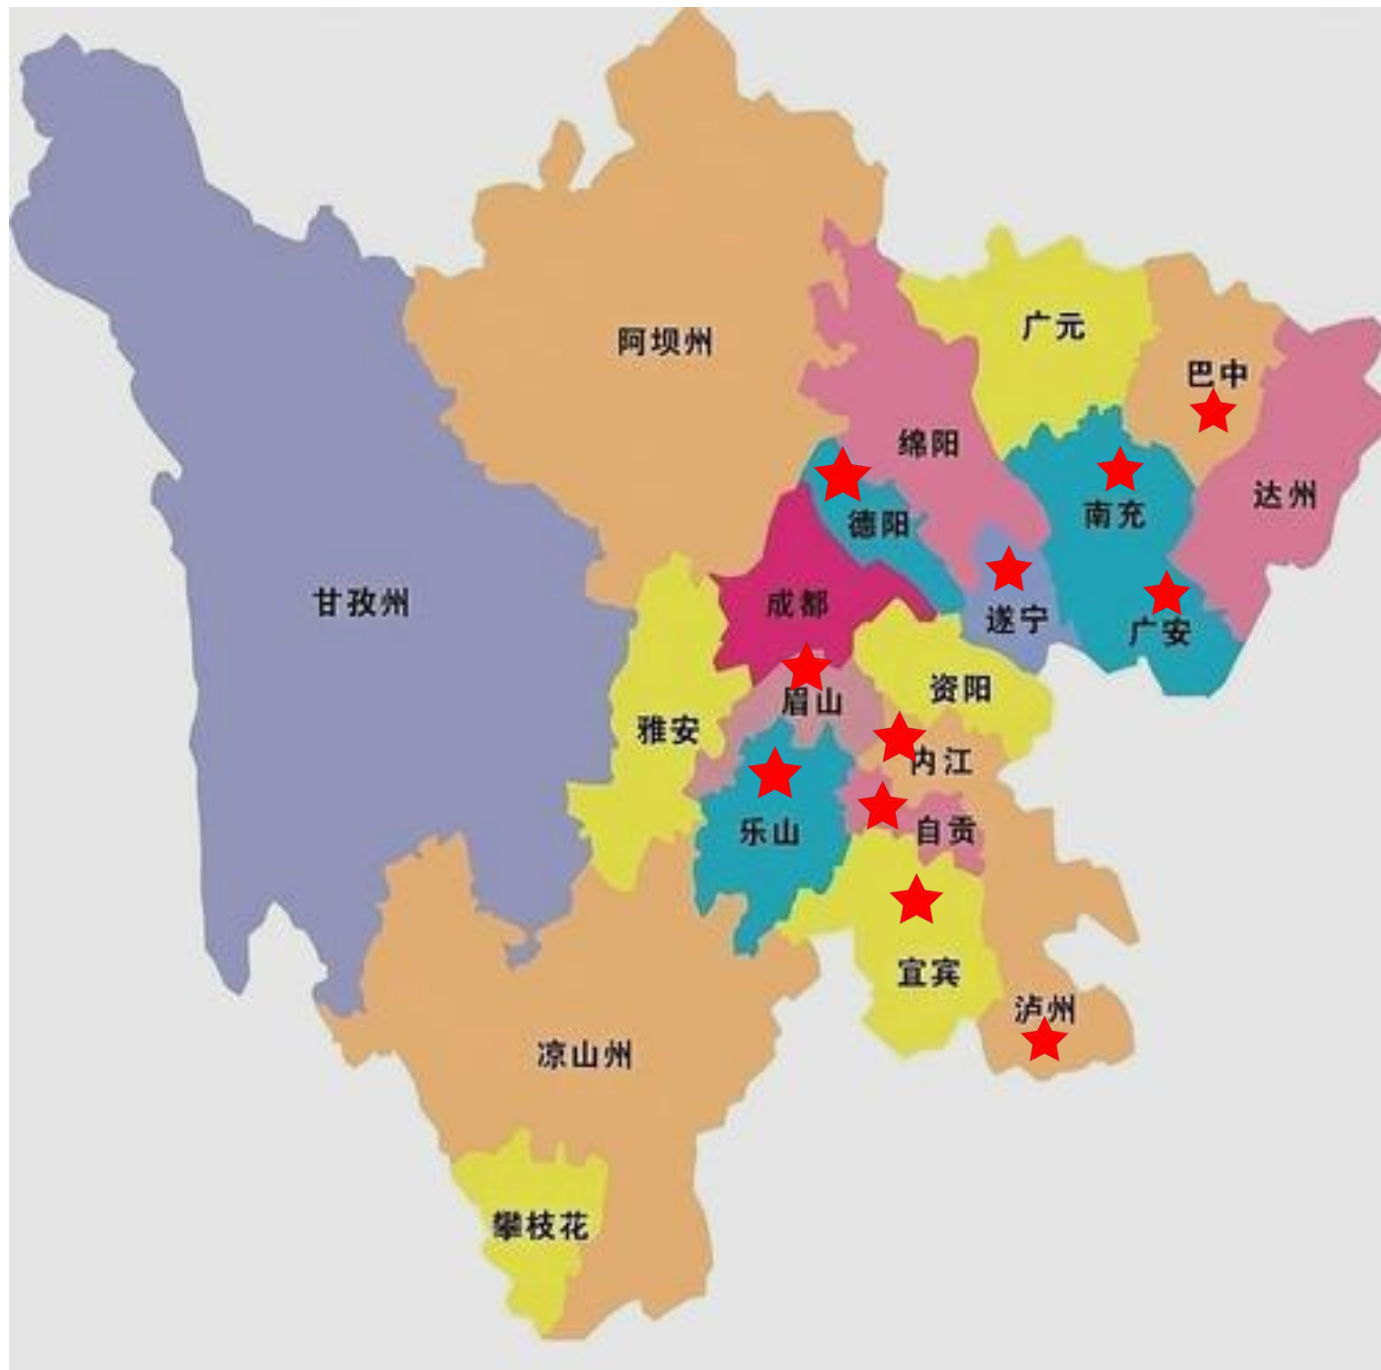 广元
阿坝州
巴中
绵阳
达州
南充
德阳
甘孜州
成都
遂宁
广安
资阳
眉山
雅安
内江
乐山
自贡
宜宾
泸州
凉山州
攀枝花